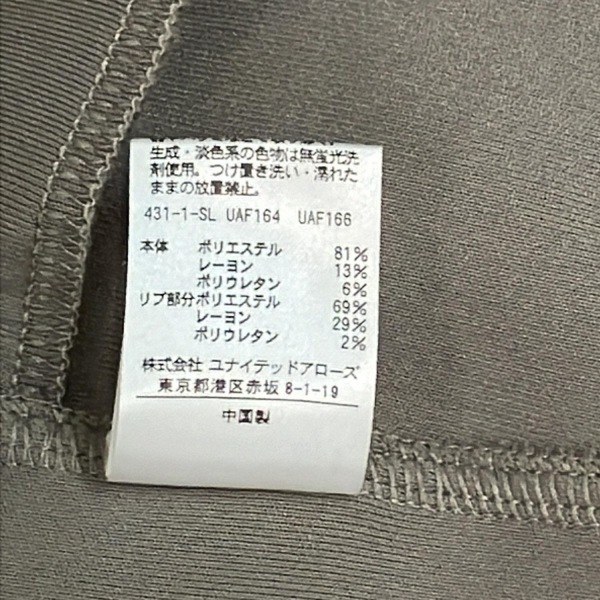 生成・淡色系の色物は無蛍光洗
剤使用。つけ置き洗い・濡れた
ままの放置禁止。
431-1-SL UAF164 UAF166
本体 ポリエステル 81%
レーヨン 13%
ポリウレタン 6%
リブ部分ポリエステル 69%
レーヨン 29%
ポリウレタン 2%
株式会社 ユナイテッドアローズ
東京都港区赤坂 8-1-19
中国製